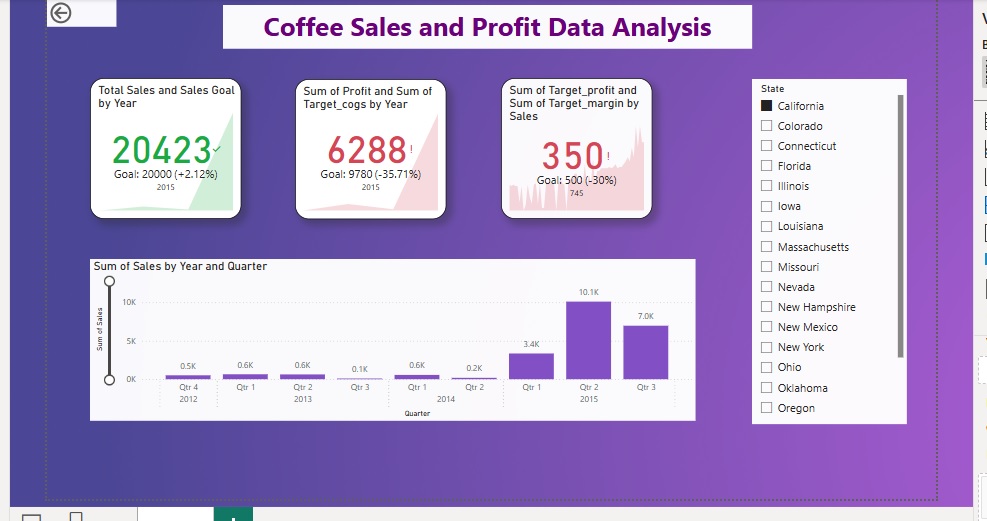 Coffee Sales and Profit Data Analysis
Total Sales and Sales Goal
by Year
20423
Goal: 20000 (+2.12%)
2015
Sum of Profit and Sum of
Target_cogs by Year
6288!
Goal: 9780 (-35.71%)
2015
Sum of Target_profit and
Sum of Target_margin by
Sales
350!
Goal: 500 (-30%)
745
State
California
Colorado
Connecticut
Florida
Illinois
Iowa
Louisiana
Massachusetts
Missouri
Nevada
New Hampshire
New Mexico
New York
Ohio
Oklahoma
Oregon
Sum of Sales by Year and Quarter
Sum of Sales
10K
5K
0K
0.5K
0.6K
0.6K
0.1K
0.6K
0.2K
3.4K
10.1K
7.0K
Qtr 4
Qtr 1
Qtr 2
Qtr 3
Qtr 1
Qtr 2
Qtr 1
Qtr 2
Qtr 3
2012
2013
2014
2015
Quarter